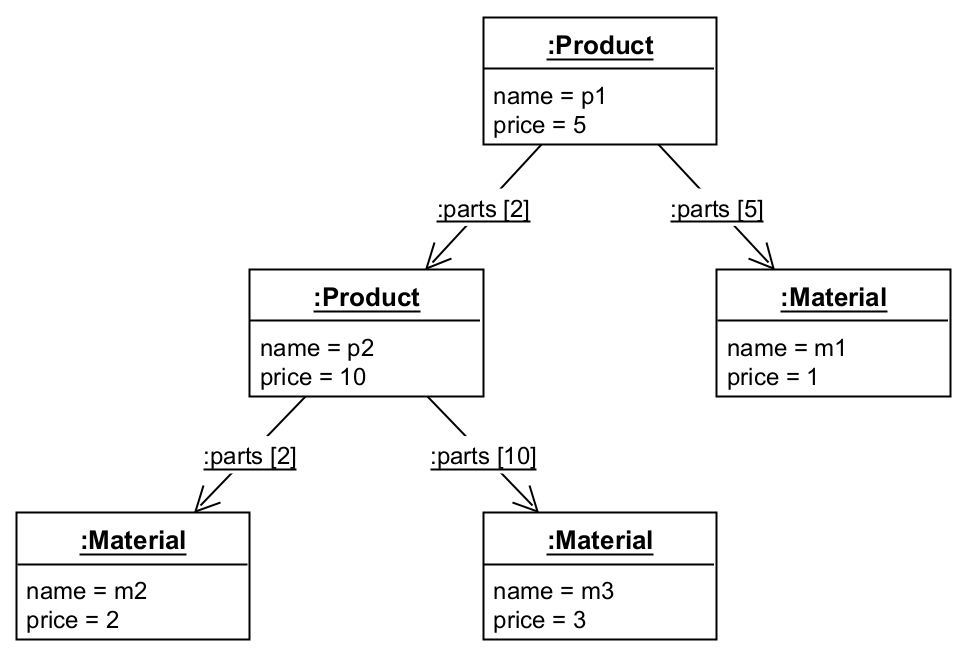 :Product
name = p1
price = 5
:parts [2]
:parts [5]
:Product
name = p2
price = 10
:Material
name = m1
price = 1
:parts [2]
:parts [10]
:Material
name = m2
price = 2
:Material
name = m3
price = 3